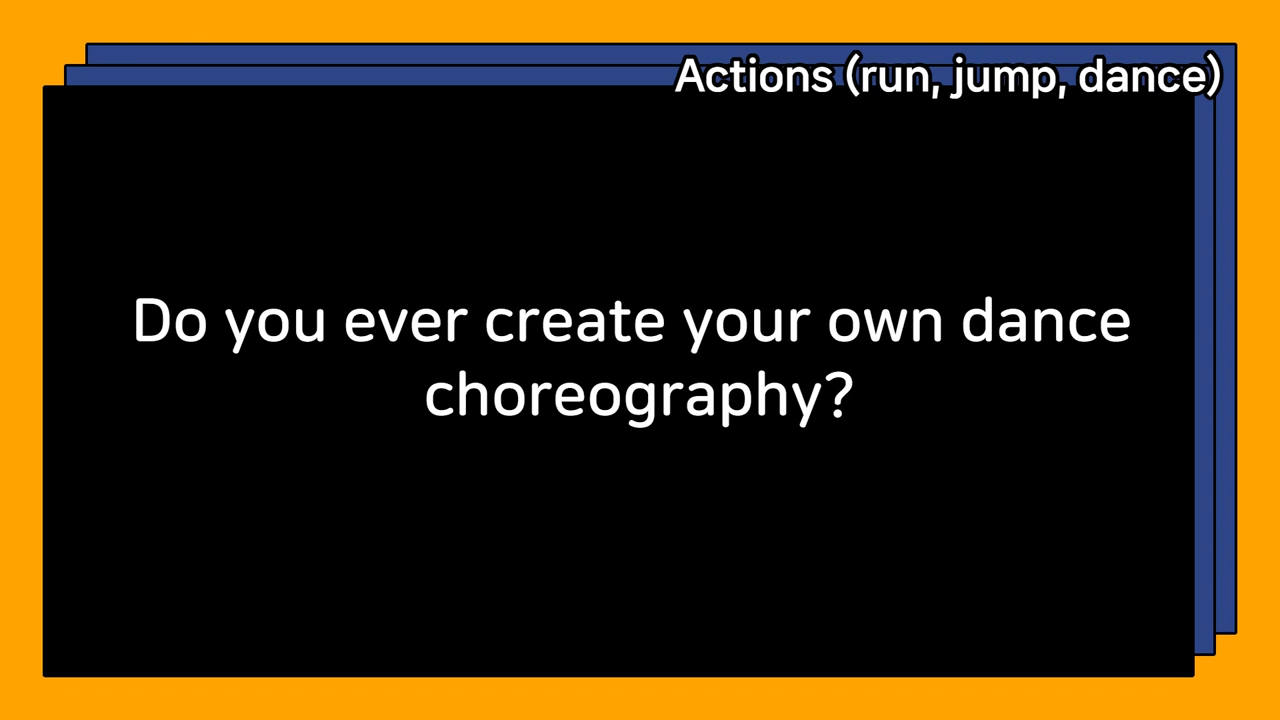 Actions (run, jump, dance)
Do you ever create your own dance
choreography?